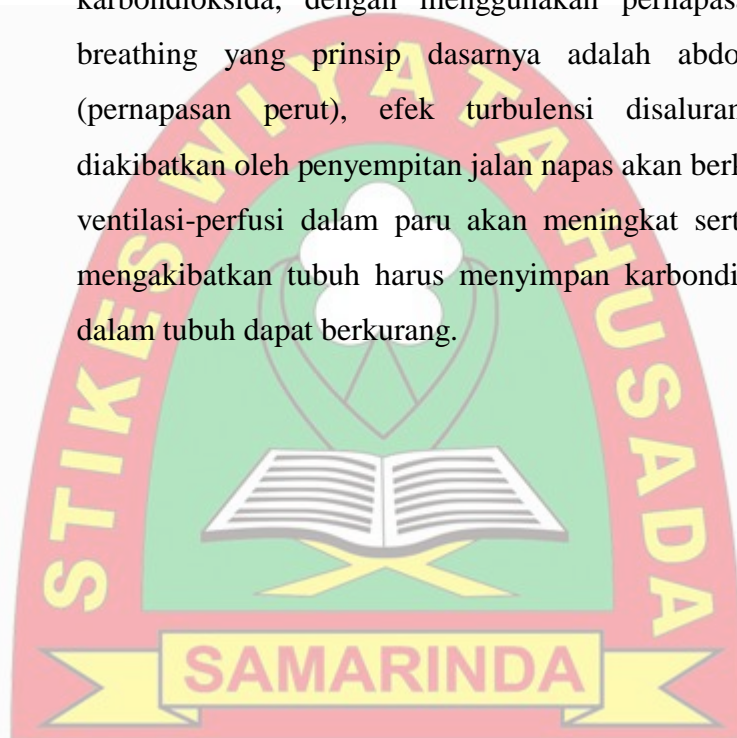 karbondioksida, dengan menggunakan pernapas
breathing yang prinsip dasarnya adalah abdo
(pernapasan perut), efek turbulensi disaluran
diakibatkan oleh penyempitan jalan napas akan berk
ventilasi-perfusi dalam paru akan meningkat sert
mengakibatkan tubuh harus menyimpan karbondi
dalam tubuh dapat berkurang.
STIKES WIYATA HUSADA
SAMARINDA